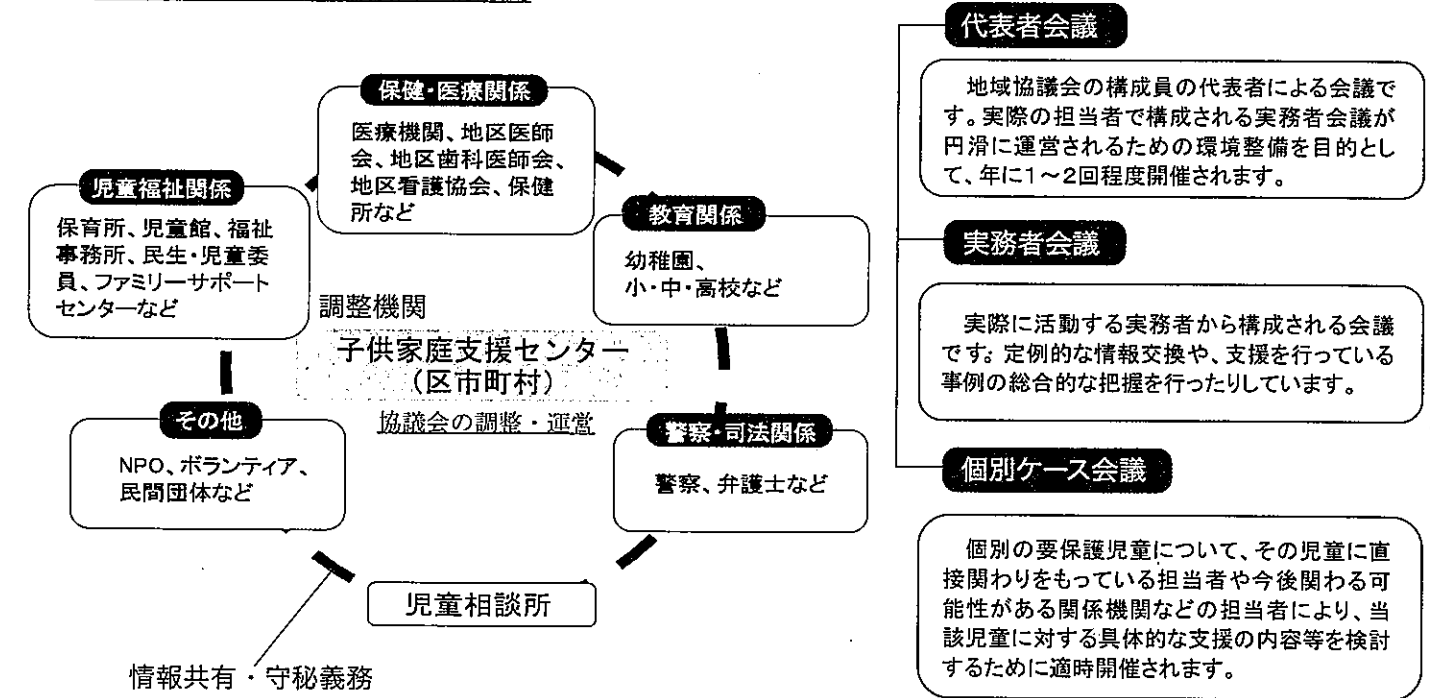 保健・医療関係
医療機関、地区医師
会、地区歯科医師会、
地区看護協会、保健
所など
児童福祉関係
保育所、児童館、福祉
事務所、民生・児童委
員、ファミリーサポート
センターなど
教育関係
幼稚園、
小・中・高校など
調整機関
子供家庭支援センター
（区市町村）
協議会の調整・運営
その他
NPO、ボランティア、
民間団体など
警察・司法関係
警察、弁護士など
児童相談所
情報共有・守秘義務
代表者会議
地域協議会の構成員の代表者による会議で
す。実際の担当者で構成される実務者会議が
円滑に運営されるための環境整備を目的とし
て、年に１～２回程度開催されます。
実務者会議
実際に活動する実務者から構成される会議
です。定例的な情報交換や、支援を行っている
事例の総合的な把握を行ったりしています。
個別ケース会議
個別の要保護児童について、その児童に直
接関わりをもっている担当者や今後関わる可
能性がある関係機関などの担当者により、当
該児童に対する具体的な支援の内容等を検討
するために適時開催されます。